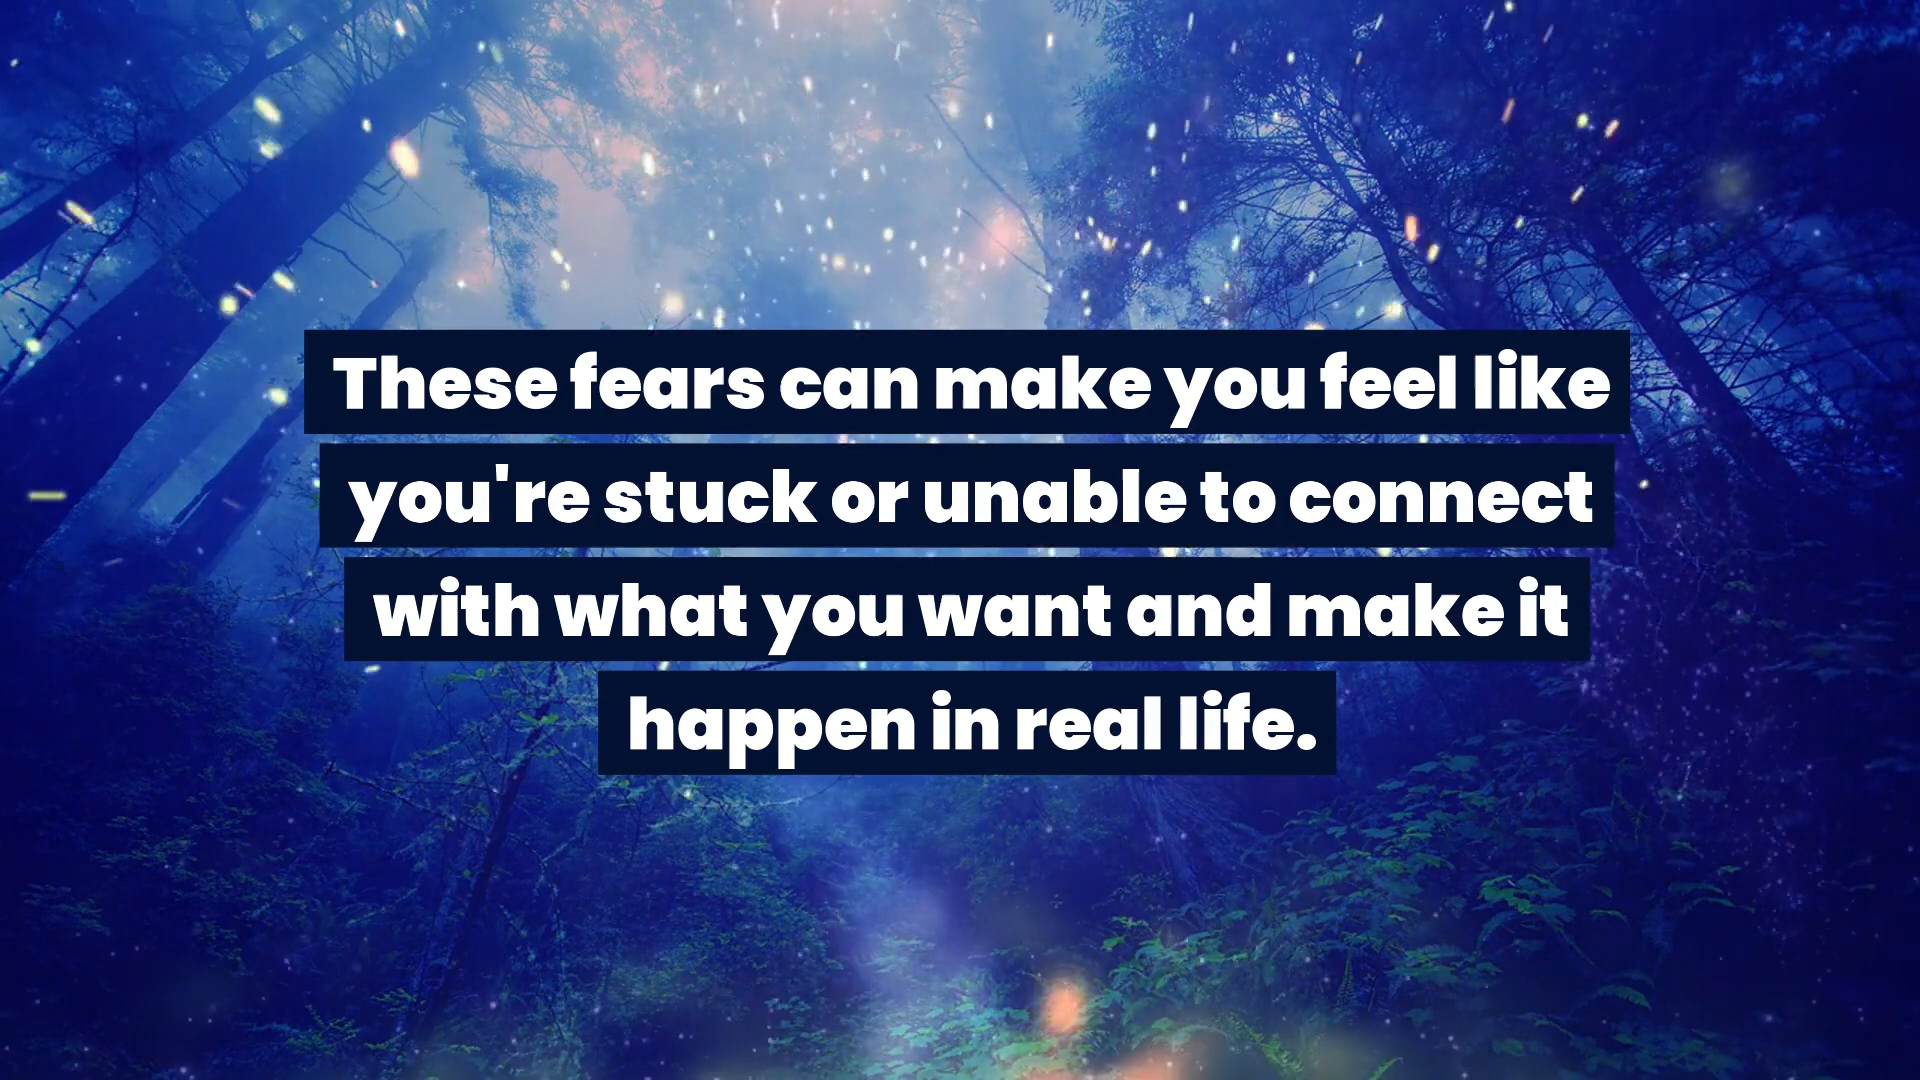 These fears can make you feel like
you're stuck or unable to connect
with what you want and make it
happen in real life.